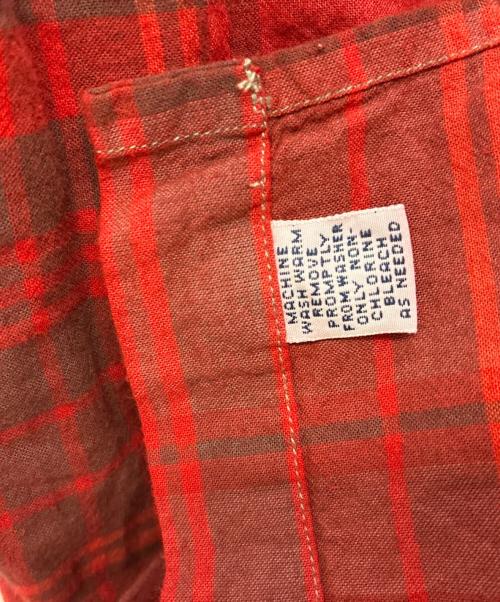 MACHINE
WASH WARM
REMOVE
PROMPTLY
FROM WASHER
ONLY NON-
CHLORINE
BLEACH
AS NEEDED